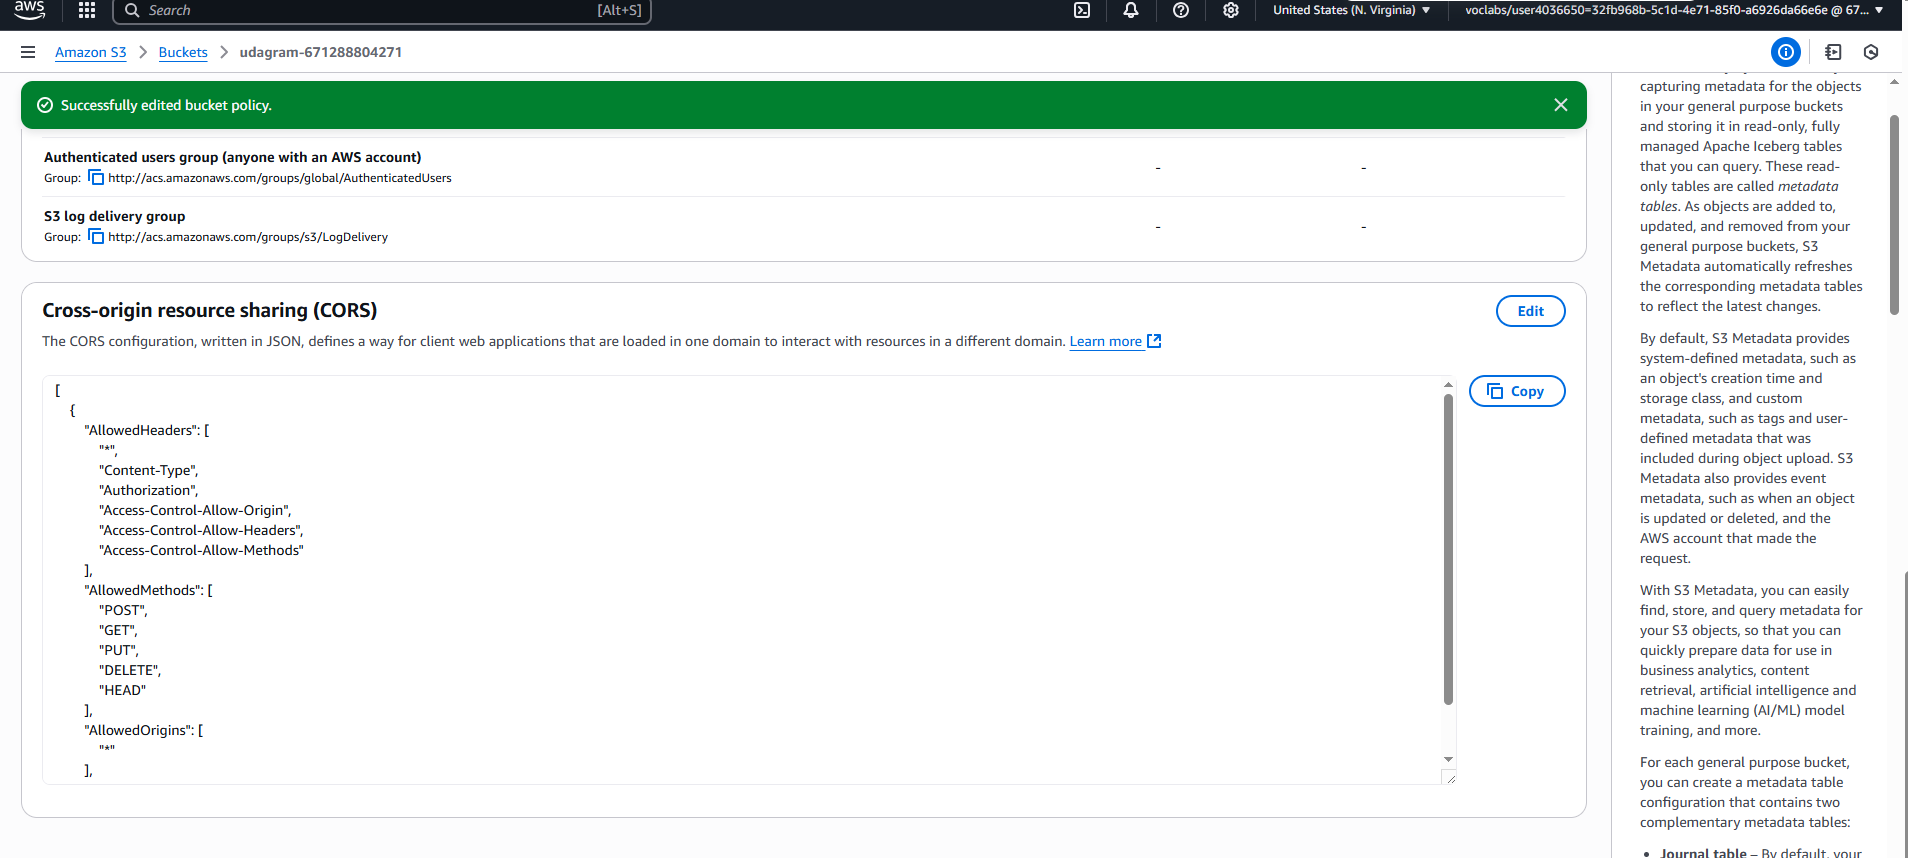 aws
Search
[Alt+S]
United States (N. Virginia)
voclabs/user4036650=32fb968b-5c1d-4e71-85f0-a6926da66e6e @ 67...
Amazon S3
Buckets
udagram-671288804271
Successfully edited bucket policy.
Authenticated users group (anyone with an AWS account)
Group: http://acs.amazonaws.com/groups/global/AuthenticatedUsers
-
-
S3 log delivery group
Group: http://acs.amazonaws.com/groups/s3/LogDelivery
-
-
Cross-origin resource sharing (CORS)
Edit
The CORS configuration, written in JSON, defines a way for client web applications that are loaded in one domain to interact with resources in a different domain. Learn more
Copy
[
{
"AllowedHeaders": [
"*",
"Content-Type",
"Authorization",
"Access-Control-Allow-Origin",
"Access-Control-Allow-Headers",
"Access-Control-Allow-Methods"
],
"AllowedMethods": [
"POST",
"GET",
"PUT",
"DELETE",
"HEAD"
],
"AllowedOrigins": [
"*"
],
capturing metadata for the objects
in your general purpose buckets
and storing it in read-only, fully
managed Apache Iceberg tables
that you can query. These read-
only tables are called metadata
tables. As objects are added to,
updated, and removed from your
general purpose buckets, S3
Metadata automatically refreshes
the corresponding metadata tables
to reflect the latest changes.
By default, S3 Metadata provides
system-defined metadata, such as
an object's creation time and
storage class, and custom
metadata, such as tags and user-
defined metadata that was
included during object upload. S3
Metadata also provides event
metadata, such as when an object
is updated or deleted, and the
AWS account that made the
request.
With S3 Metadata, you can easily
find, store, and query metadata for
your S3 objects, so that you can
quickly prepare data for use in
business analytics, content
retrieval, artificial intelligence and
machine learning (AI/ML) model
training, and more.
For each general purpose bucket,
you can create a metadata table
configuration that contains two
complementary metadata tables:
• Journal table – By default, your